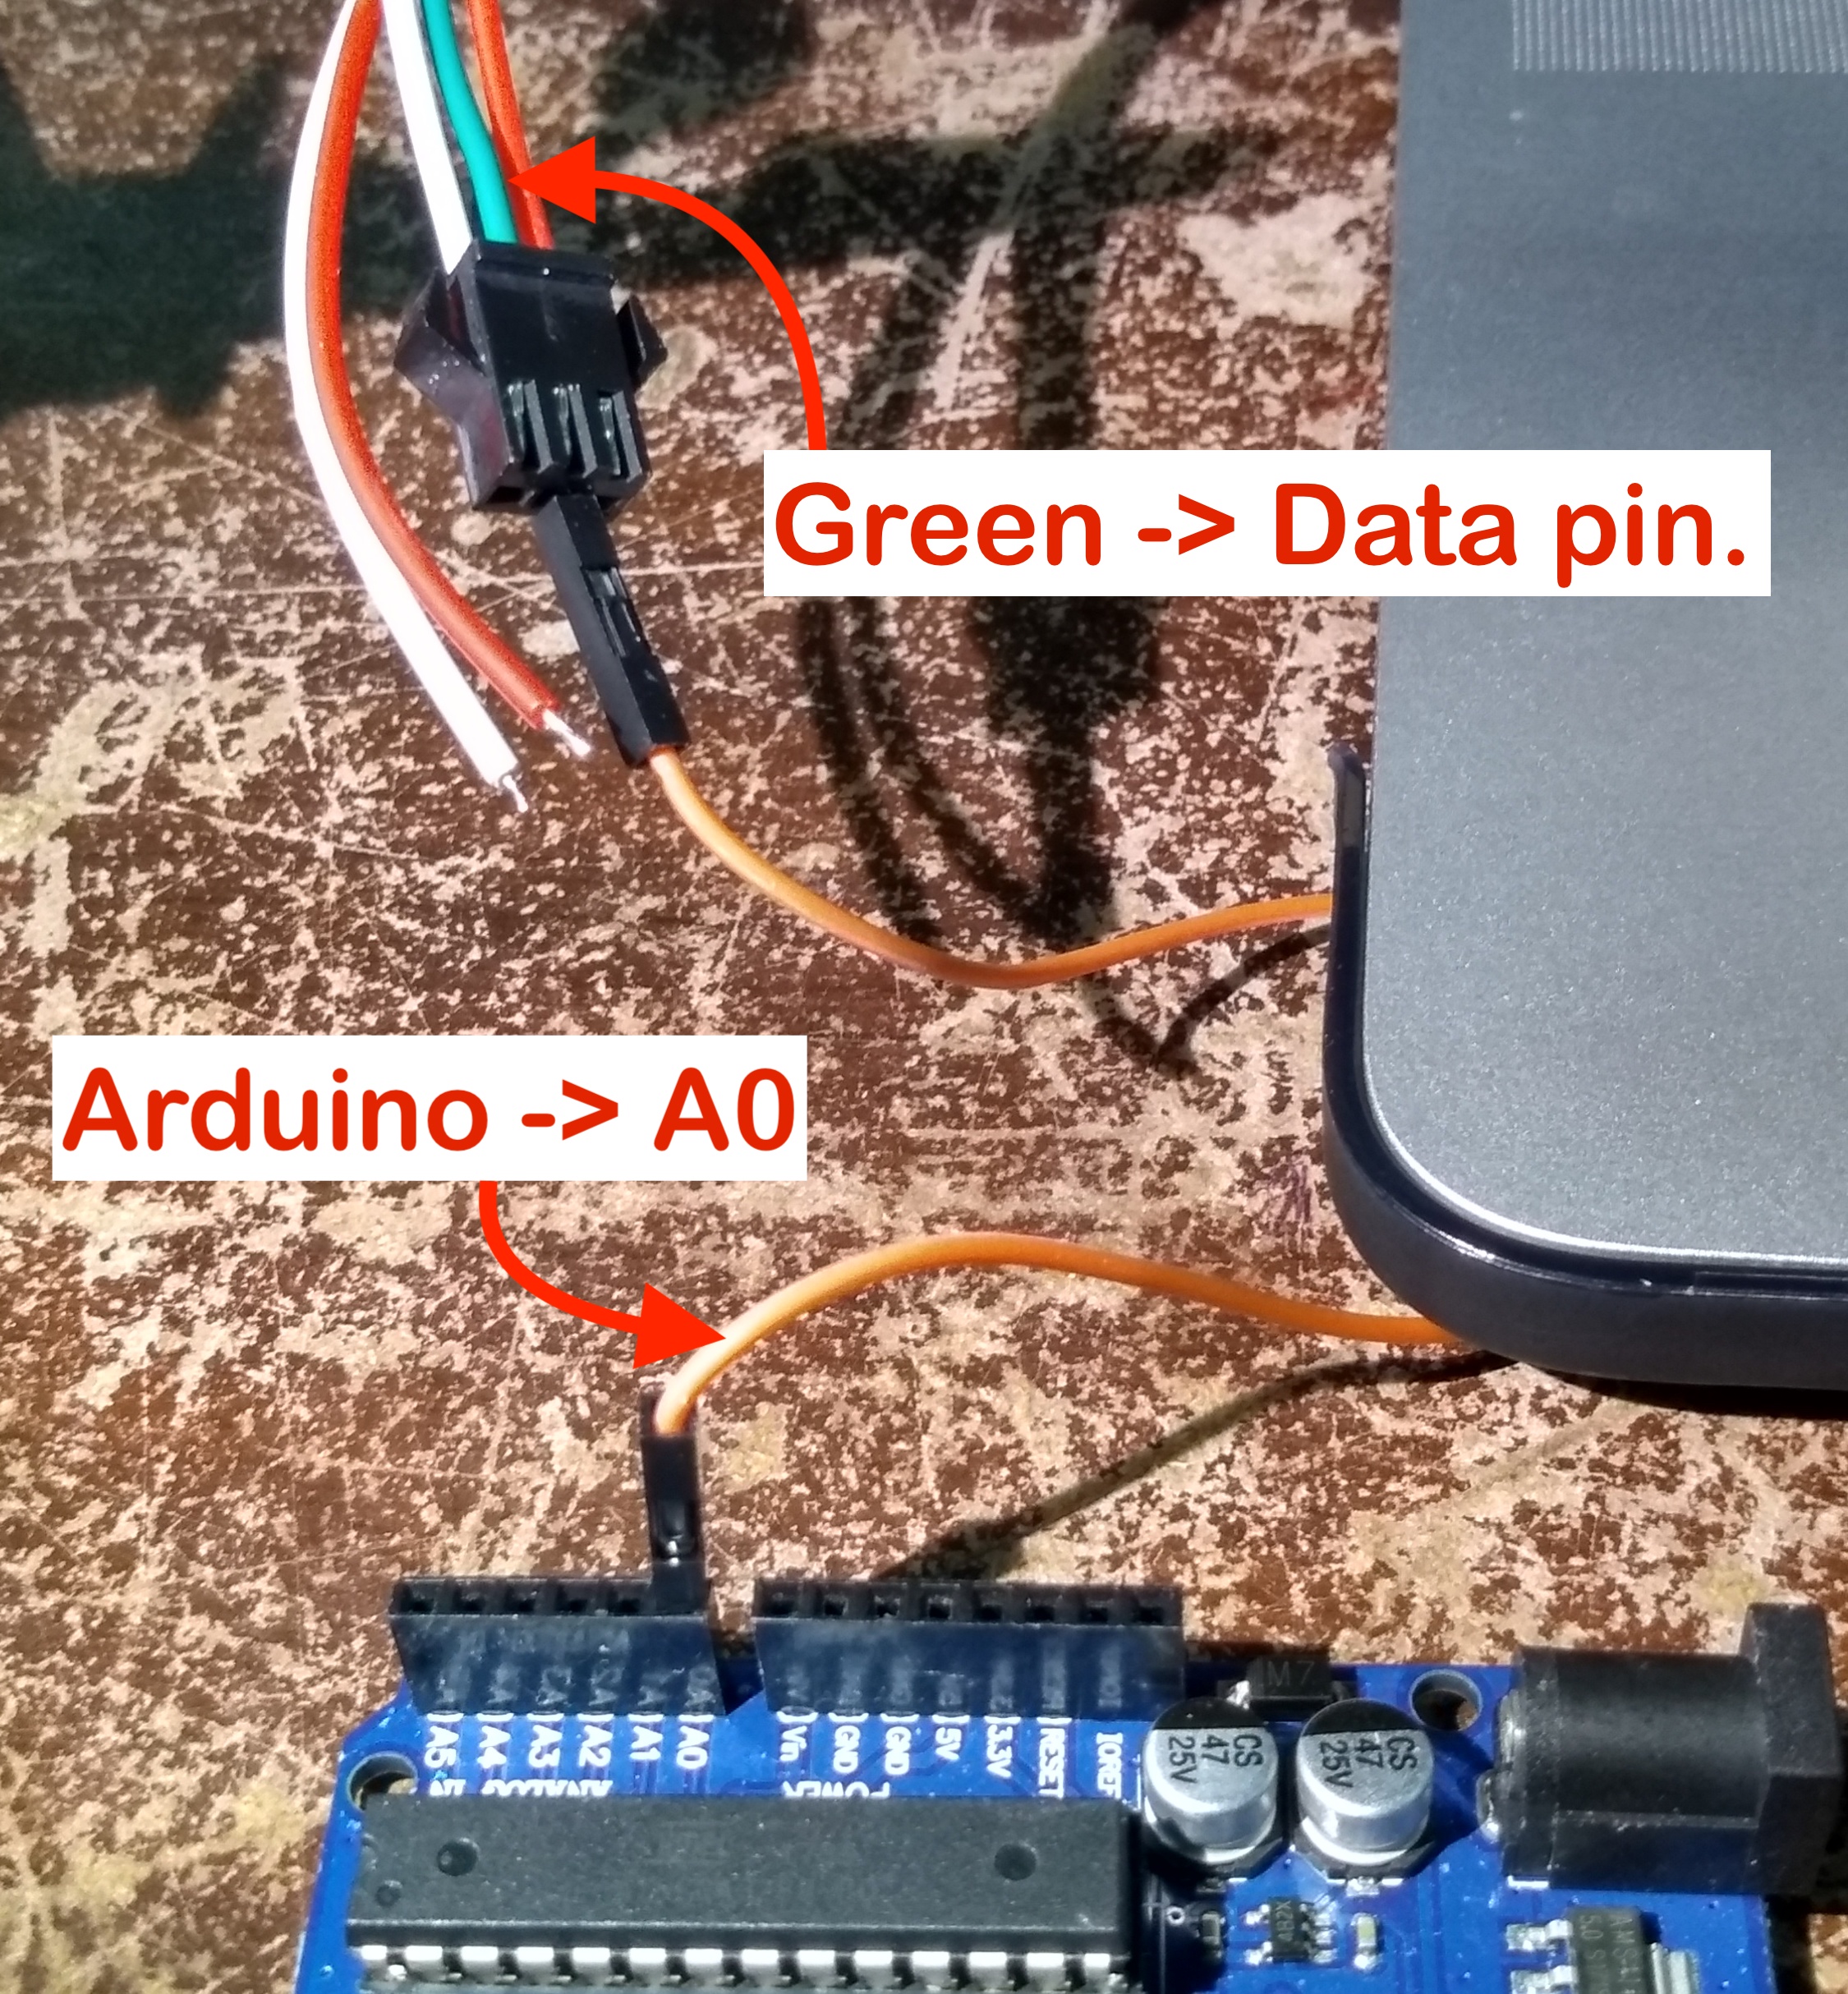 Green -> Data pin.
Arduino -> A0
A5
A4
A3
A2
A1
A0
Vn
GND
GND
5V
3.3V
RESET
IOREF
ANALOG IN
POWER
M7
CS
47
25V
CS
47
25V